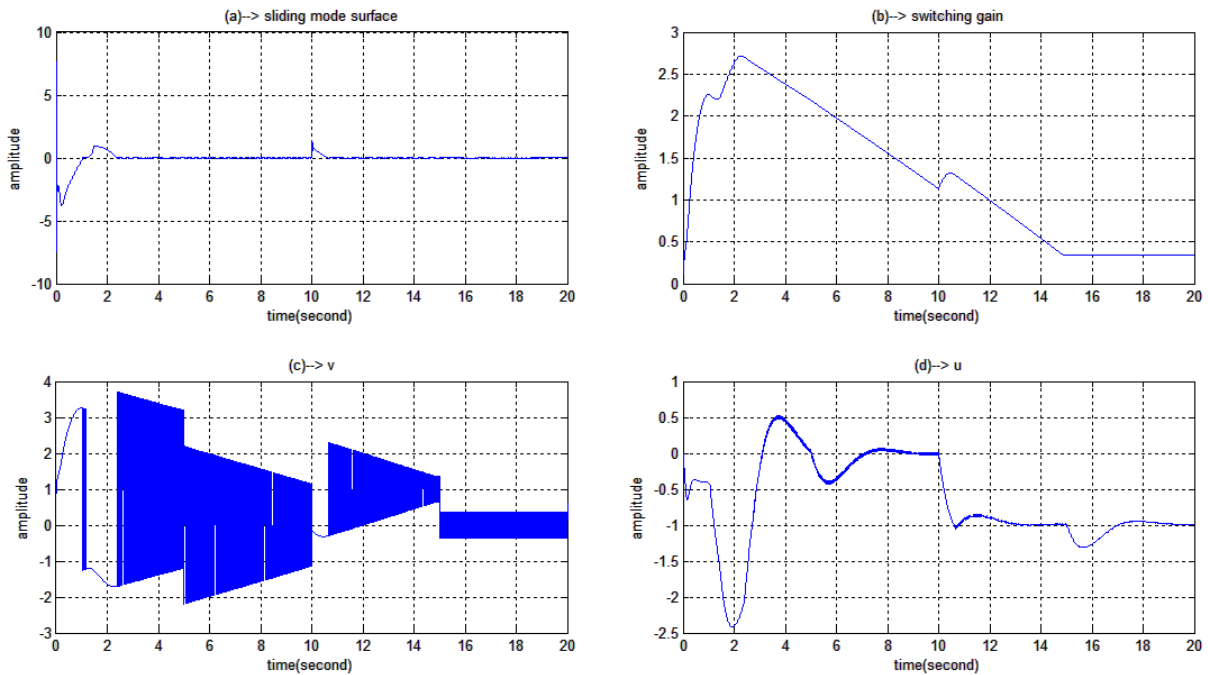 (a)--> sliding mode surface
10
5
0
-5
-10
amplitude
0 2 4 6 8 10 12 14 16 18 20
time(second)
(b)--> switching gain
3
2.5
2
1.5
1
0.5
0
amplitude
0 2 4 6 8 10 12 14 16 18 20
time(second)
(c)--> v
4
3
2
1
0
-1
-2
-3
amplitude
0 2 4 6 8 10 12 14 16 18 20
time(second)
(d)--> u
1
0.5
0
-0.5
-1
-1.5
-2
-2.5
amplitude
0 2 4 6 8 10 12 14 16 18 20
time(second)